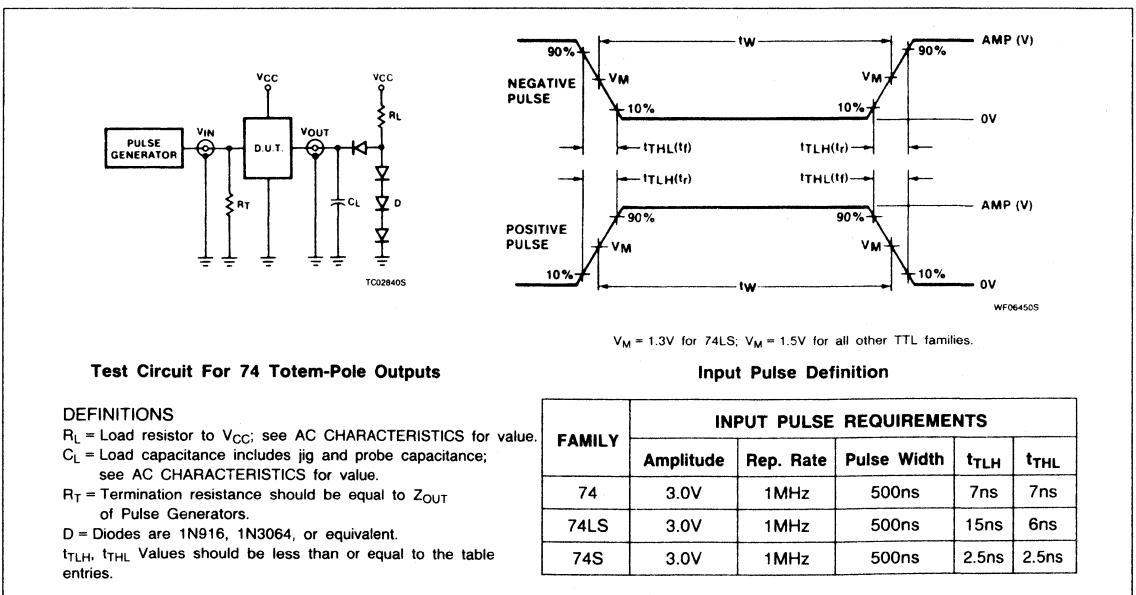 VCC
VCC
RL
PULSE
GENERATOR
VIN
D.U.T.
VOUT
RT
CL
D
TC02840S
90%
tW
90%
AMP (V)
NEGATIVE
PULSE
VM
VM
10%
10%
0V
tTHL(tf)
tTLH(tr)
tTLH(tr)
tTHL(tf)
AMP (V)
POSITIVE
PULSE
90%
90%
VM
VM
10%
tW
10%
0V
WF06450S
VM = 1.3V for 74LS; VM = 1.5V for all other TTL families.
Test Circuit For 74 Totem-Pole Outputs
Input Pulse Definition
DEFINITIONS
RL = Load resistor to VCC; see AC CHARACTERISTICS for value.
CL = Load capacitance includes jig and probe capacitance;
see AC CHARACTERISTICS for value.
RT = Termination resistance should be equal to ZOUT
of Pulse Generators.
D = Diodes are 1N916, 1N3064, or equivalent.
tTLH, tTHL Values should be less than or equal to the table
entries.
FAMILY INPUT PULSE REQUIREMENTS
Amplitude Rep. Rate Pulse Width tTLH tTHL
74 3.0V 1MHz 500ns 7ns 7ns
74LS 3.0V 1MHz 500ns 15ns 6ns
74S 3.0V 1MHz 500ns 2.5ns 2.5ns